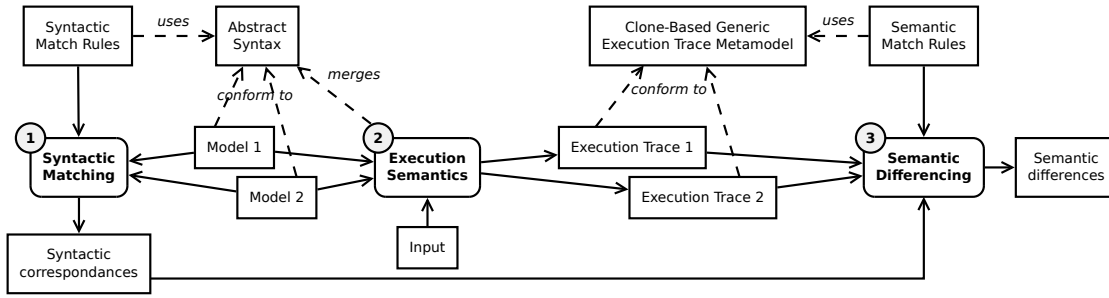 Syntactic
Match Rules
uses
Abstract
Syntax
Clone-Based Generic
Execution Trace Metamodel
uses
Semantic
Match Rules
conform to
merges
conform to
1
Syntactic
Matching
Model 1
Model 2
2
Execution
Semantics
Execution Trace 1
Execution Trace 2
3
Semantic
Differencing
Semantic
differences
Input
Syntactic
correspondances